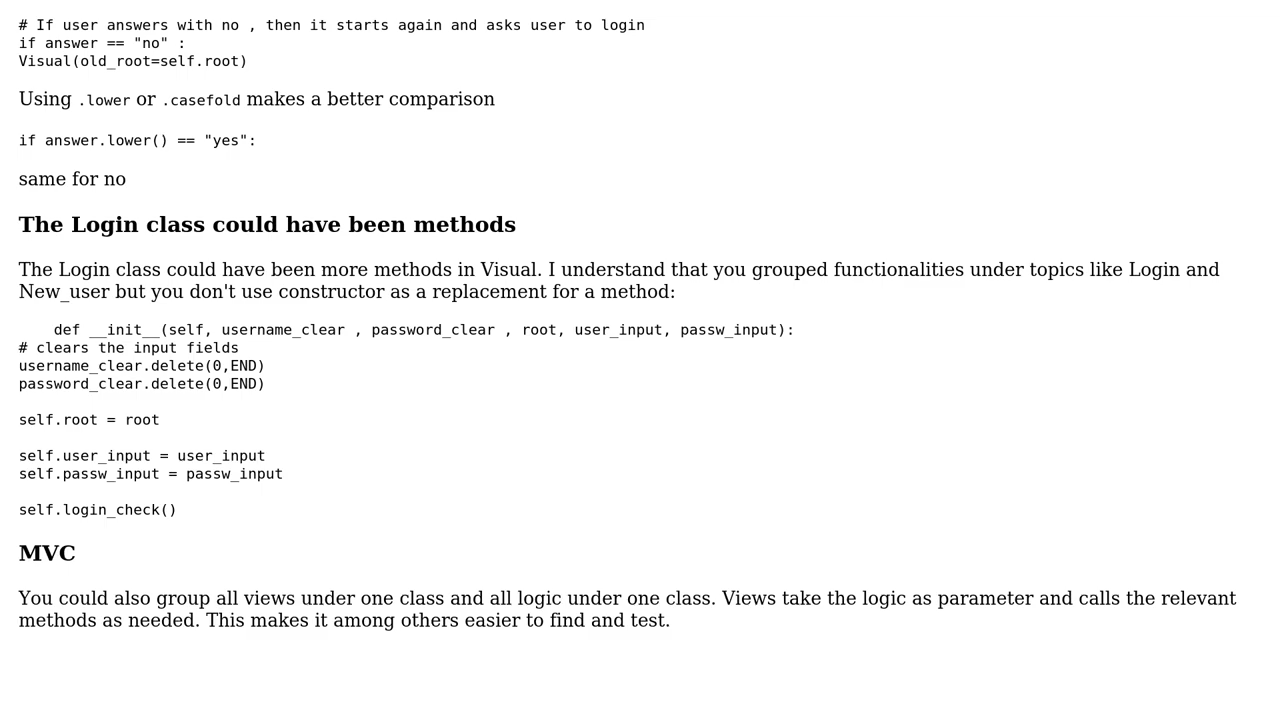 # If user answers with no , then it starts again and asks user to login
if answer == "no" :
Visual(old_root=self.root)
Using .lower or .casefold makes a better comparison
if answer.lower() == "yes":
same for no
The Login class could have been methods
The Login class could have been more methods in Visual. I understand that you grouped functionalities under topics like Login and
New_user but you don't use constructor as a replacement for a method:
def __init__(self, username_clear , password_clear , root, user_input, passw_input):
# clears the input fields
username_clear.delete(0,END)
password_clear.delete(0,END)
self.root = root
self.user_input = user_input
self.passw_input = passw_input
self.login_check()
MVC
You could also group all views under one class and all logic under one class. Views take the logic as parameter and calls the relevant
methods as needed. This makes it among others easier to find and test.